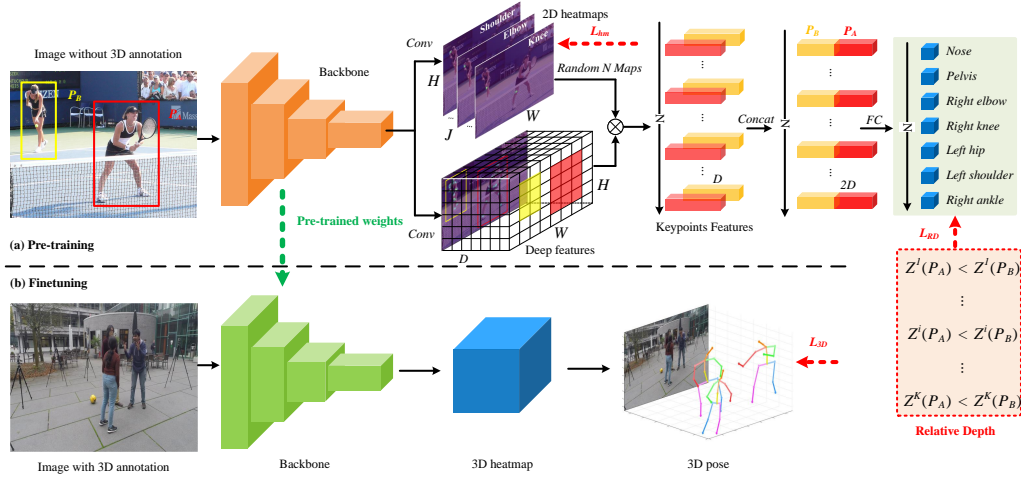 Image without 3D annotation
P_B
Backbone
Conv
H
Shoulder
Elbow
Knee
2D heatmaps
L_hm
J
...
...
W
Random N Maps
Conv
D
W
H
Deep features
N
⋮
⋮
⋮
D
Keypoints Features
Concat
P_B P_A
N
⋮
⋮
⋮
2D
FC
N
Nose
Pelvis
Right elbow
Right knee
Left hip
Left shoulder
Right ankle
Pre-trained weights
(a) Pre-training
L_RD
Z^1(P_A) < Z^1(P_B)
⋮
Z^i(P_A) < Z^i(P_B)
⋮
Z^K(P_A) < Z^K(P_B)
Relative Depth
(b) Finetuning
Image with 3D annotation
Backbone
3D heatmap
3D pose
L_3D